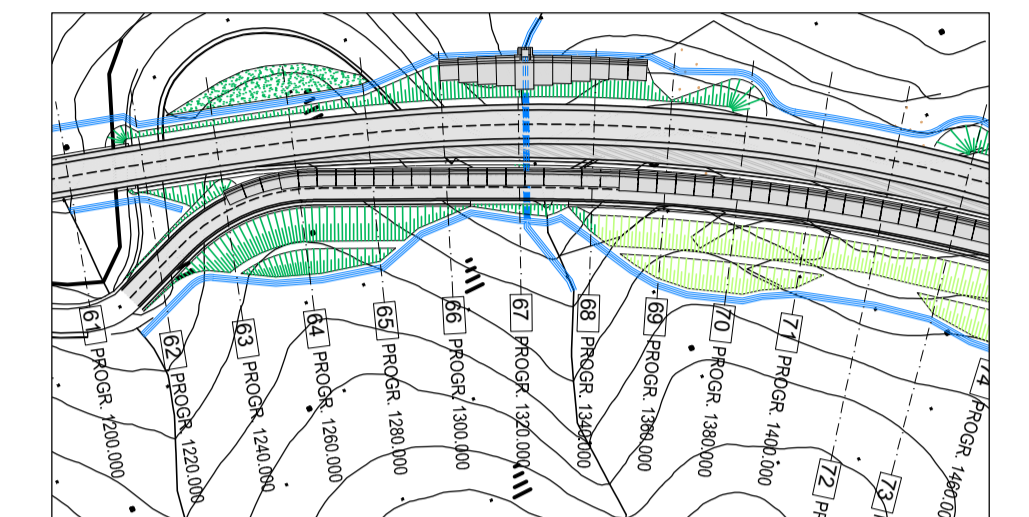 61 PROGR. 1200.000
62 PROGR. 1220.000
63 PROGR. 1240.000
64 PROGR. 1260.000
65 PROGR. 1280.000
66 PROGR. 1300.000
67 PROGR. 1320.000
68 PROGR. 1340.000
69 PROGR. 1360.000
70 PROGR. 1380.000
71 PROGR. 1400.000
72
73
74 PROGR. 1460.00